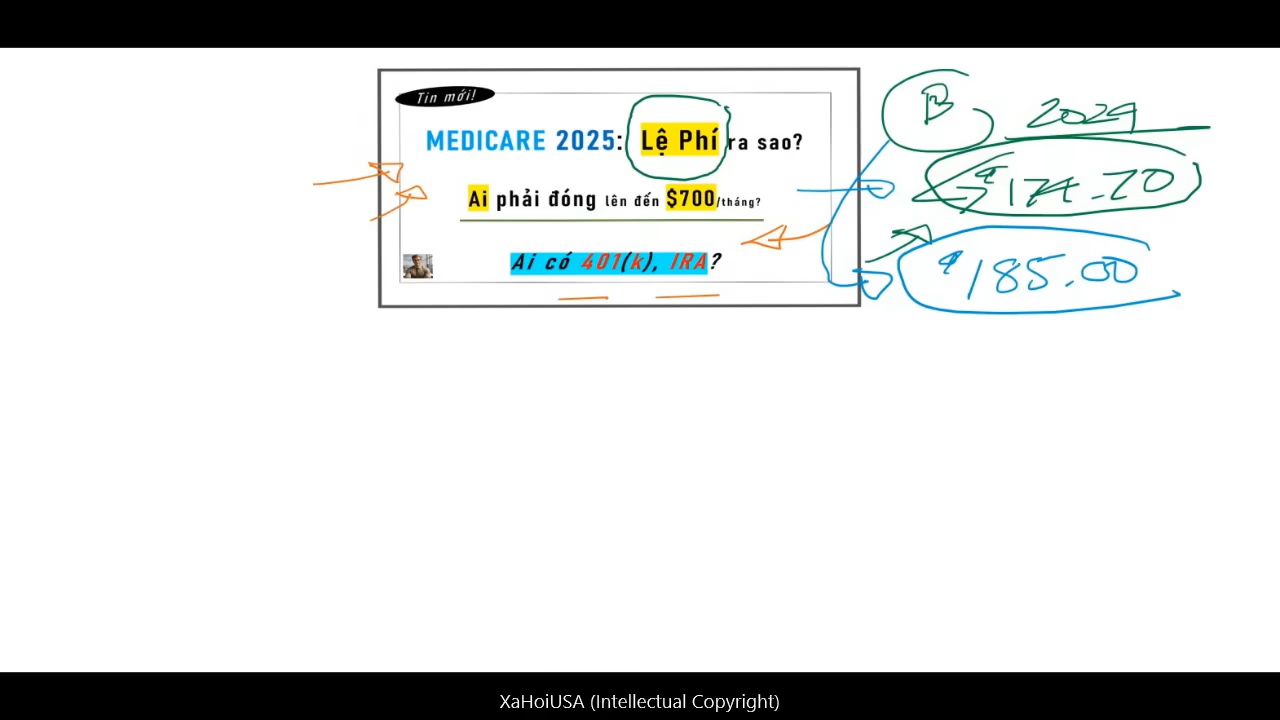 Tin mới!
MEDICARE 2025: Lệ Phí ra sao?
Ai phải đóng lên đến $700/tháng?
Ai có 401(k), IRA?
B 2024
$174.70
$185.00
XaHoiUSA (Intellectual Copyright)